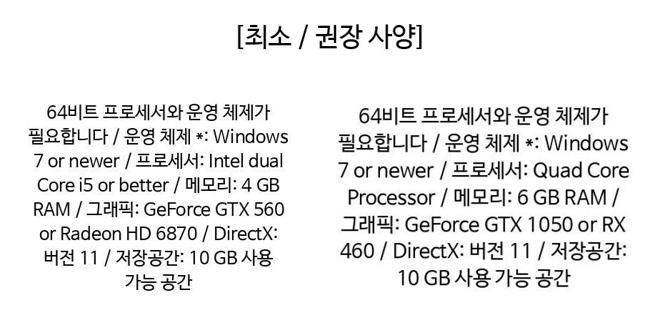 [최소 / 권장 사양]
64비트 프로세서와 운영 체제가
필요합니다 / 운영 체제 *: Windows
7 or newer / 프로세서: Intel dual
Core i5 or better / 메모리: 4 GB
RAM / 그래픽: GeForce GTX 560
or Radeon HD 6870 / DirectX:
버전 11 / 저장공간: 10 GB 사용
가능 공간
64비트 프로세서와 운영 체제가
필요합니다 / 운영 체제 *: Windows
7 or newer / 프로세서: Quad Core
Processor / 메모리: 6 GB RAM /
그래픽: GeForce GTX 1050 or RX
460 / DirectX: 버전 11 / 저장공간:
10 GB 사용 가능 공간